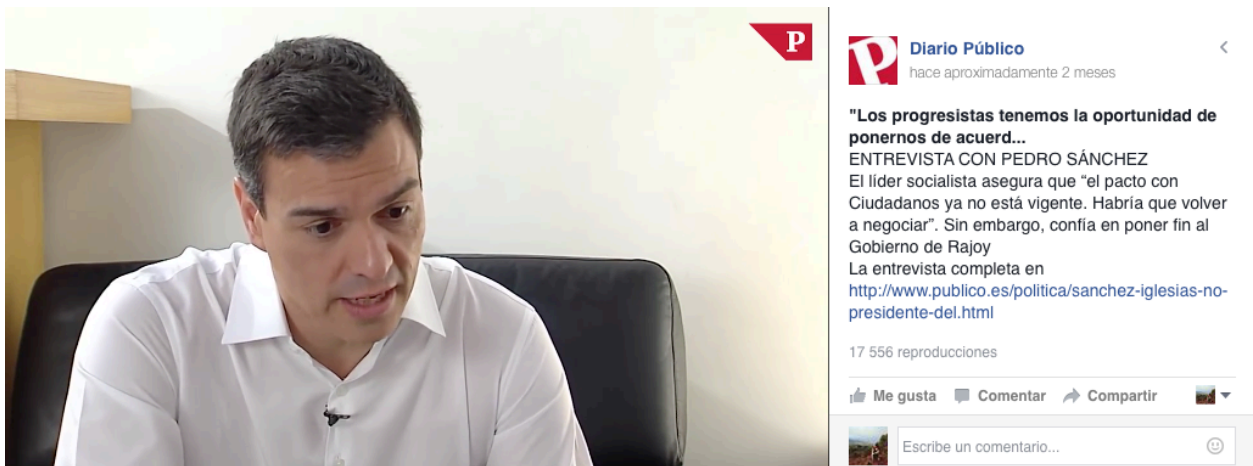 P
P
Diario Público
hace aproximadamente 2 meses
"Los progresistas tenemos la oportunidad de
ponernos de acuerd...
ENTREVISTA CON PEDRO SÁNCHEZ
El líder socialista asegura que “el pacto con
Ciudadanos ya no está vigente. Habría que volver
a negociar”. Sin embargo, confía en poner fin al
Gobierno de Rajoy
La entrevista completa en
http://www.publico.es/politica/sanchez-iglesias-no-
presidente-del.html
17 556 reproducciones
Me gusta Comentar Compartir
Escribe un comentario...